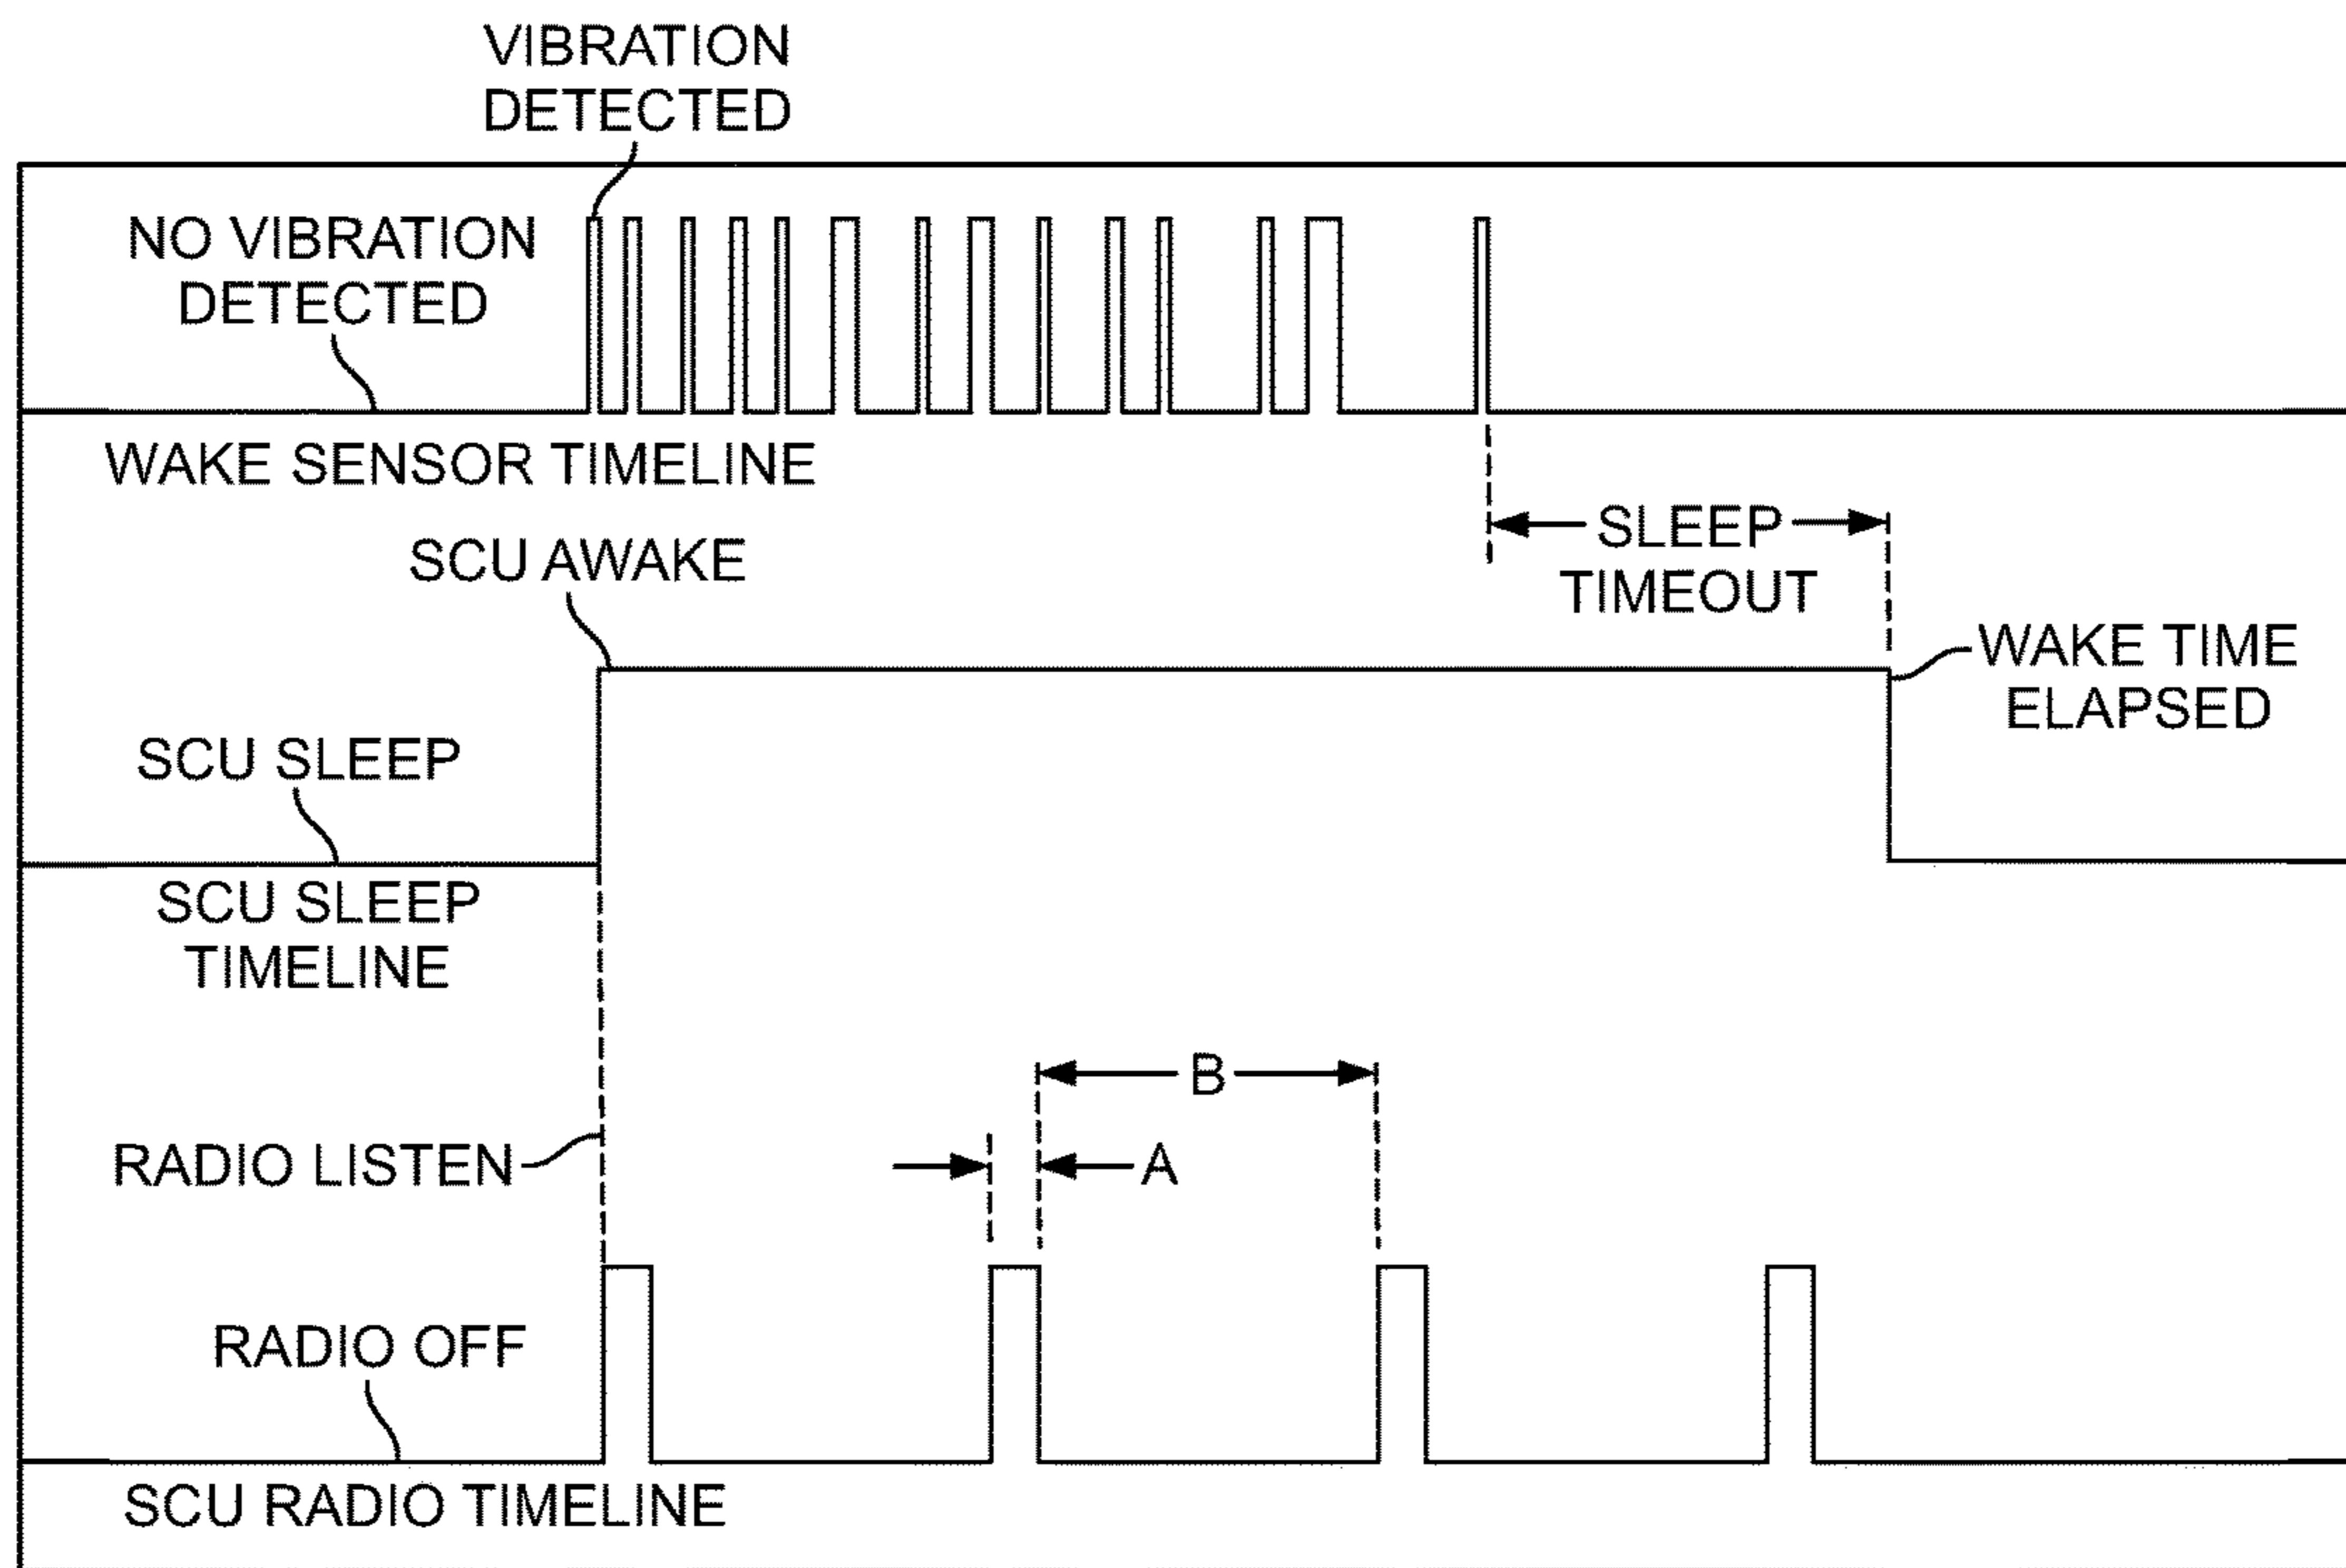 VIBRATION
DETECTED
NO VIBRATION
DETECTED
WAKE SENSOR TIMELINE
SLEEP
TIMEOUT
SCU AWAKE
WAKE TIME
ELAPSED
SCU SLEEP
SCU SLEEP
TIMELINE
B
RADIO LISTEN
A
RADIO OFF
SCU RADIO TIMELINE